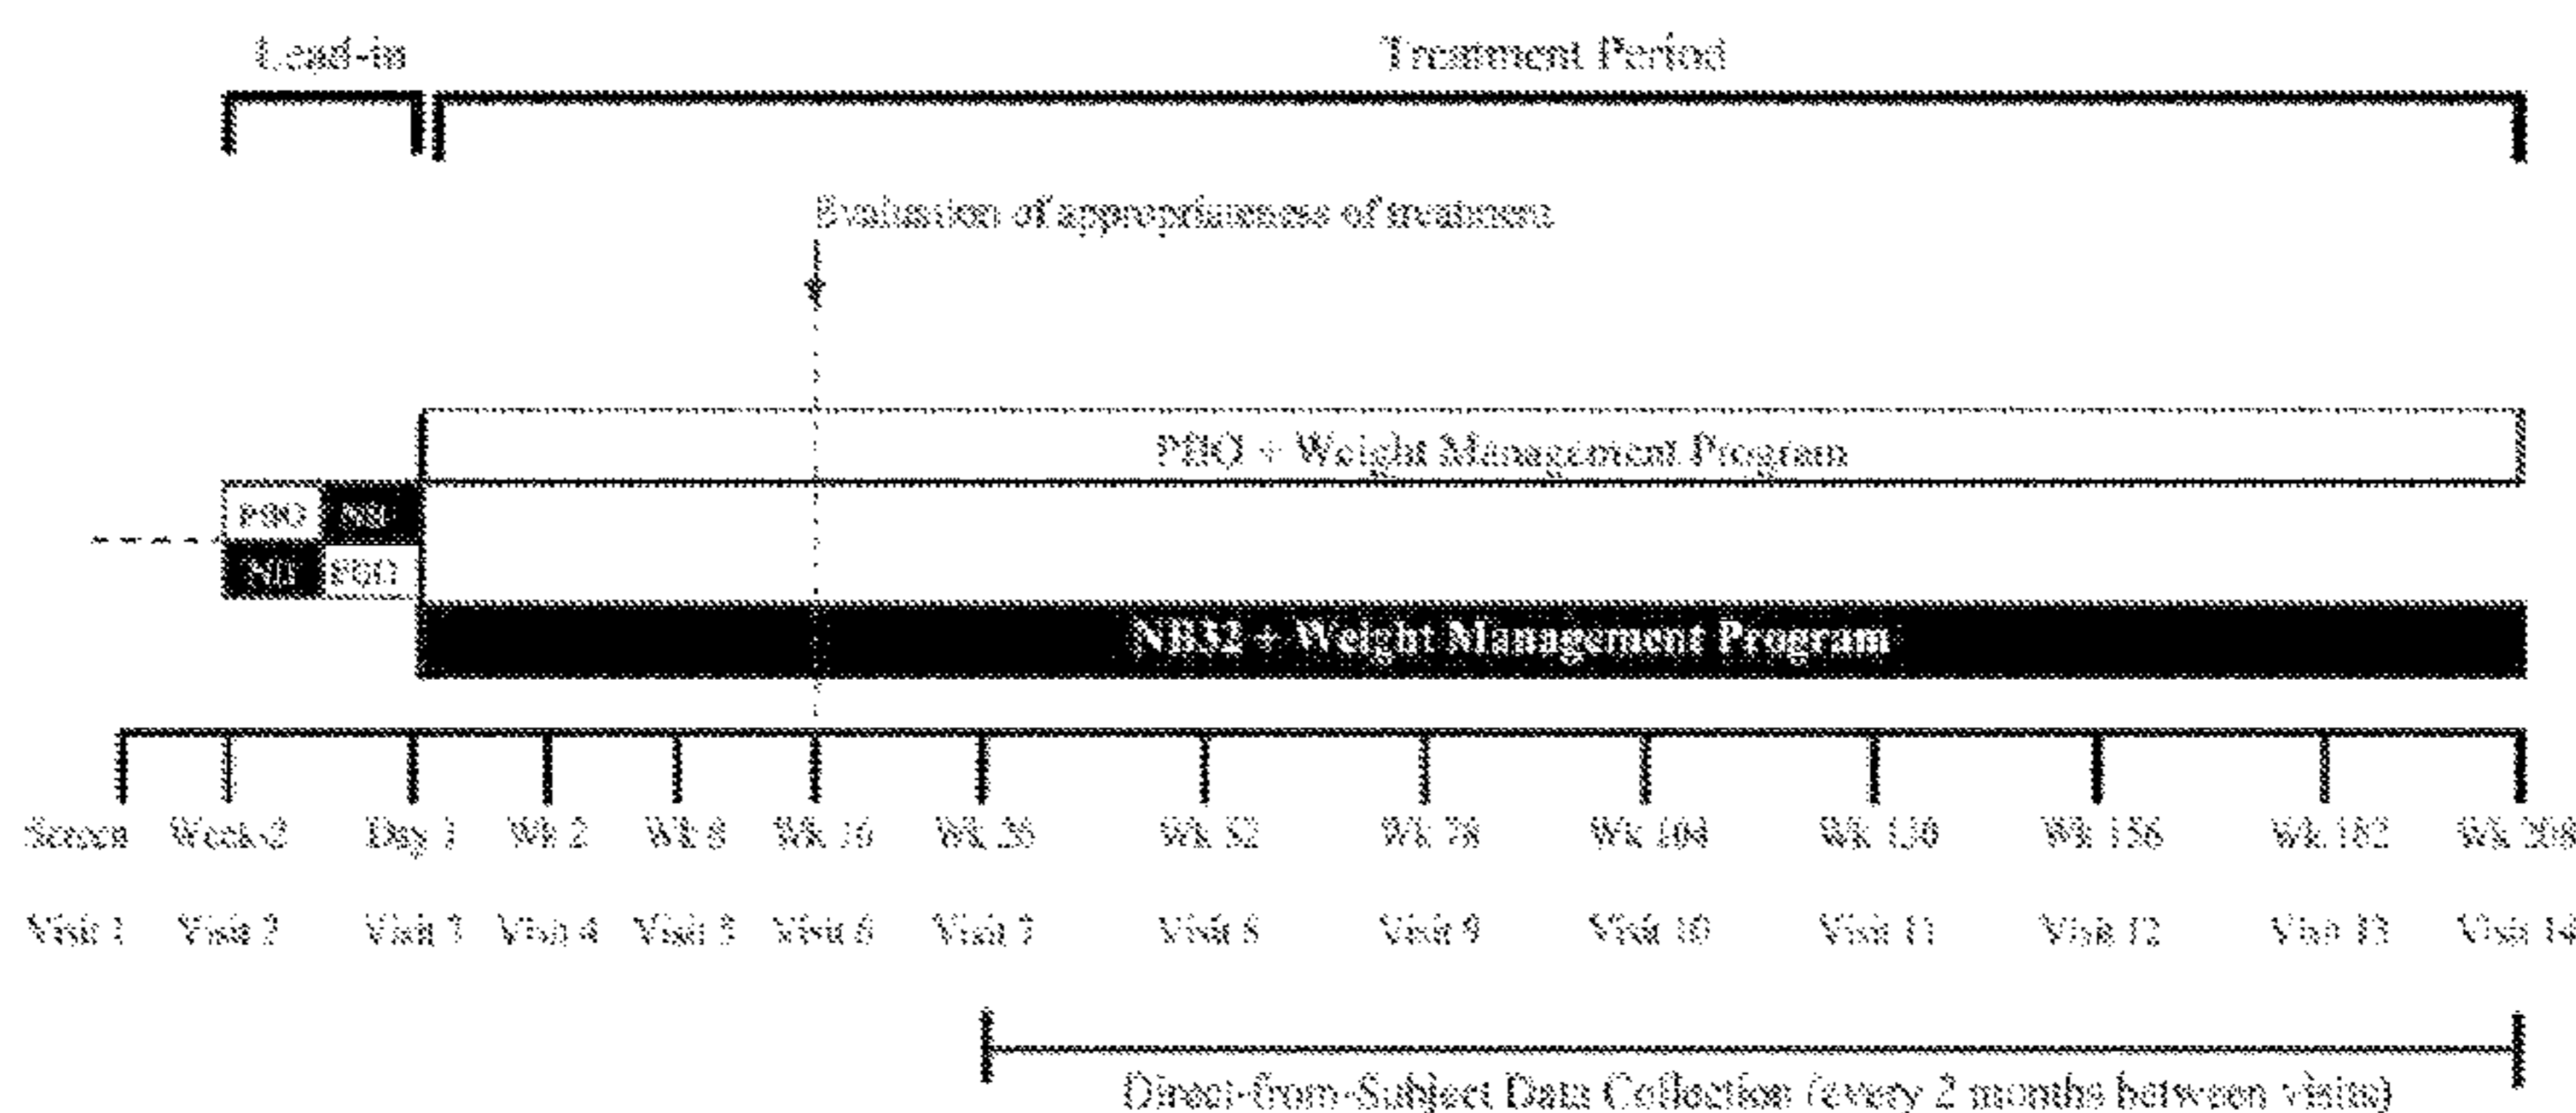 Lead-in Treatment Period
Evaluation of appropriateness of treatment
PBO + Weight Management Program
PBO NB
NB PBO
NB32 + Weight Management Program
Screen Week-2 Day 1 Wk 2 Wk 8 Wk 16 Wk 26 Wk 52 Wk 78 Wk 104 Wk 130 Wk 156 Wk 182 Wk 208
Visit 1 Visit 2 Visit 3 Visit 4 Visit 5 Visit 6 Visit 7 Visit 8 Visit 9 Visit 10 Visit 11 Visit 12 Visit 13 Visit 14
Direct-from-Subject Data Collection (every 2 months between visits)